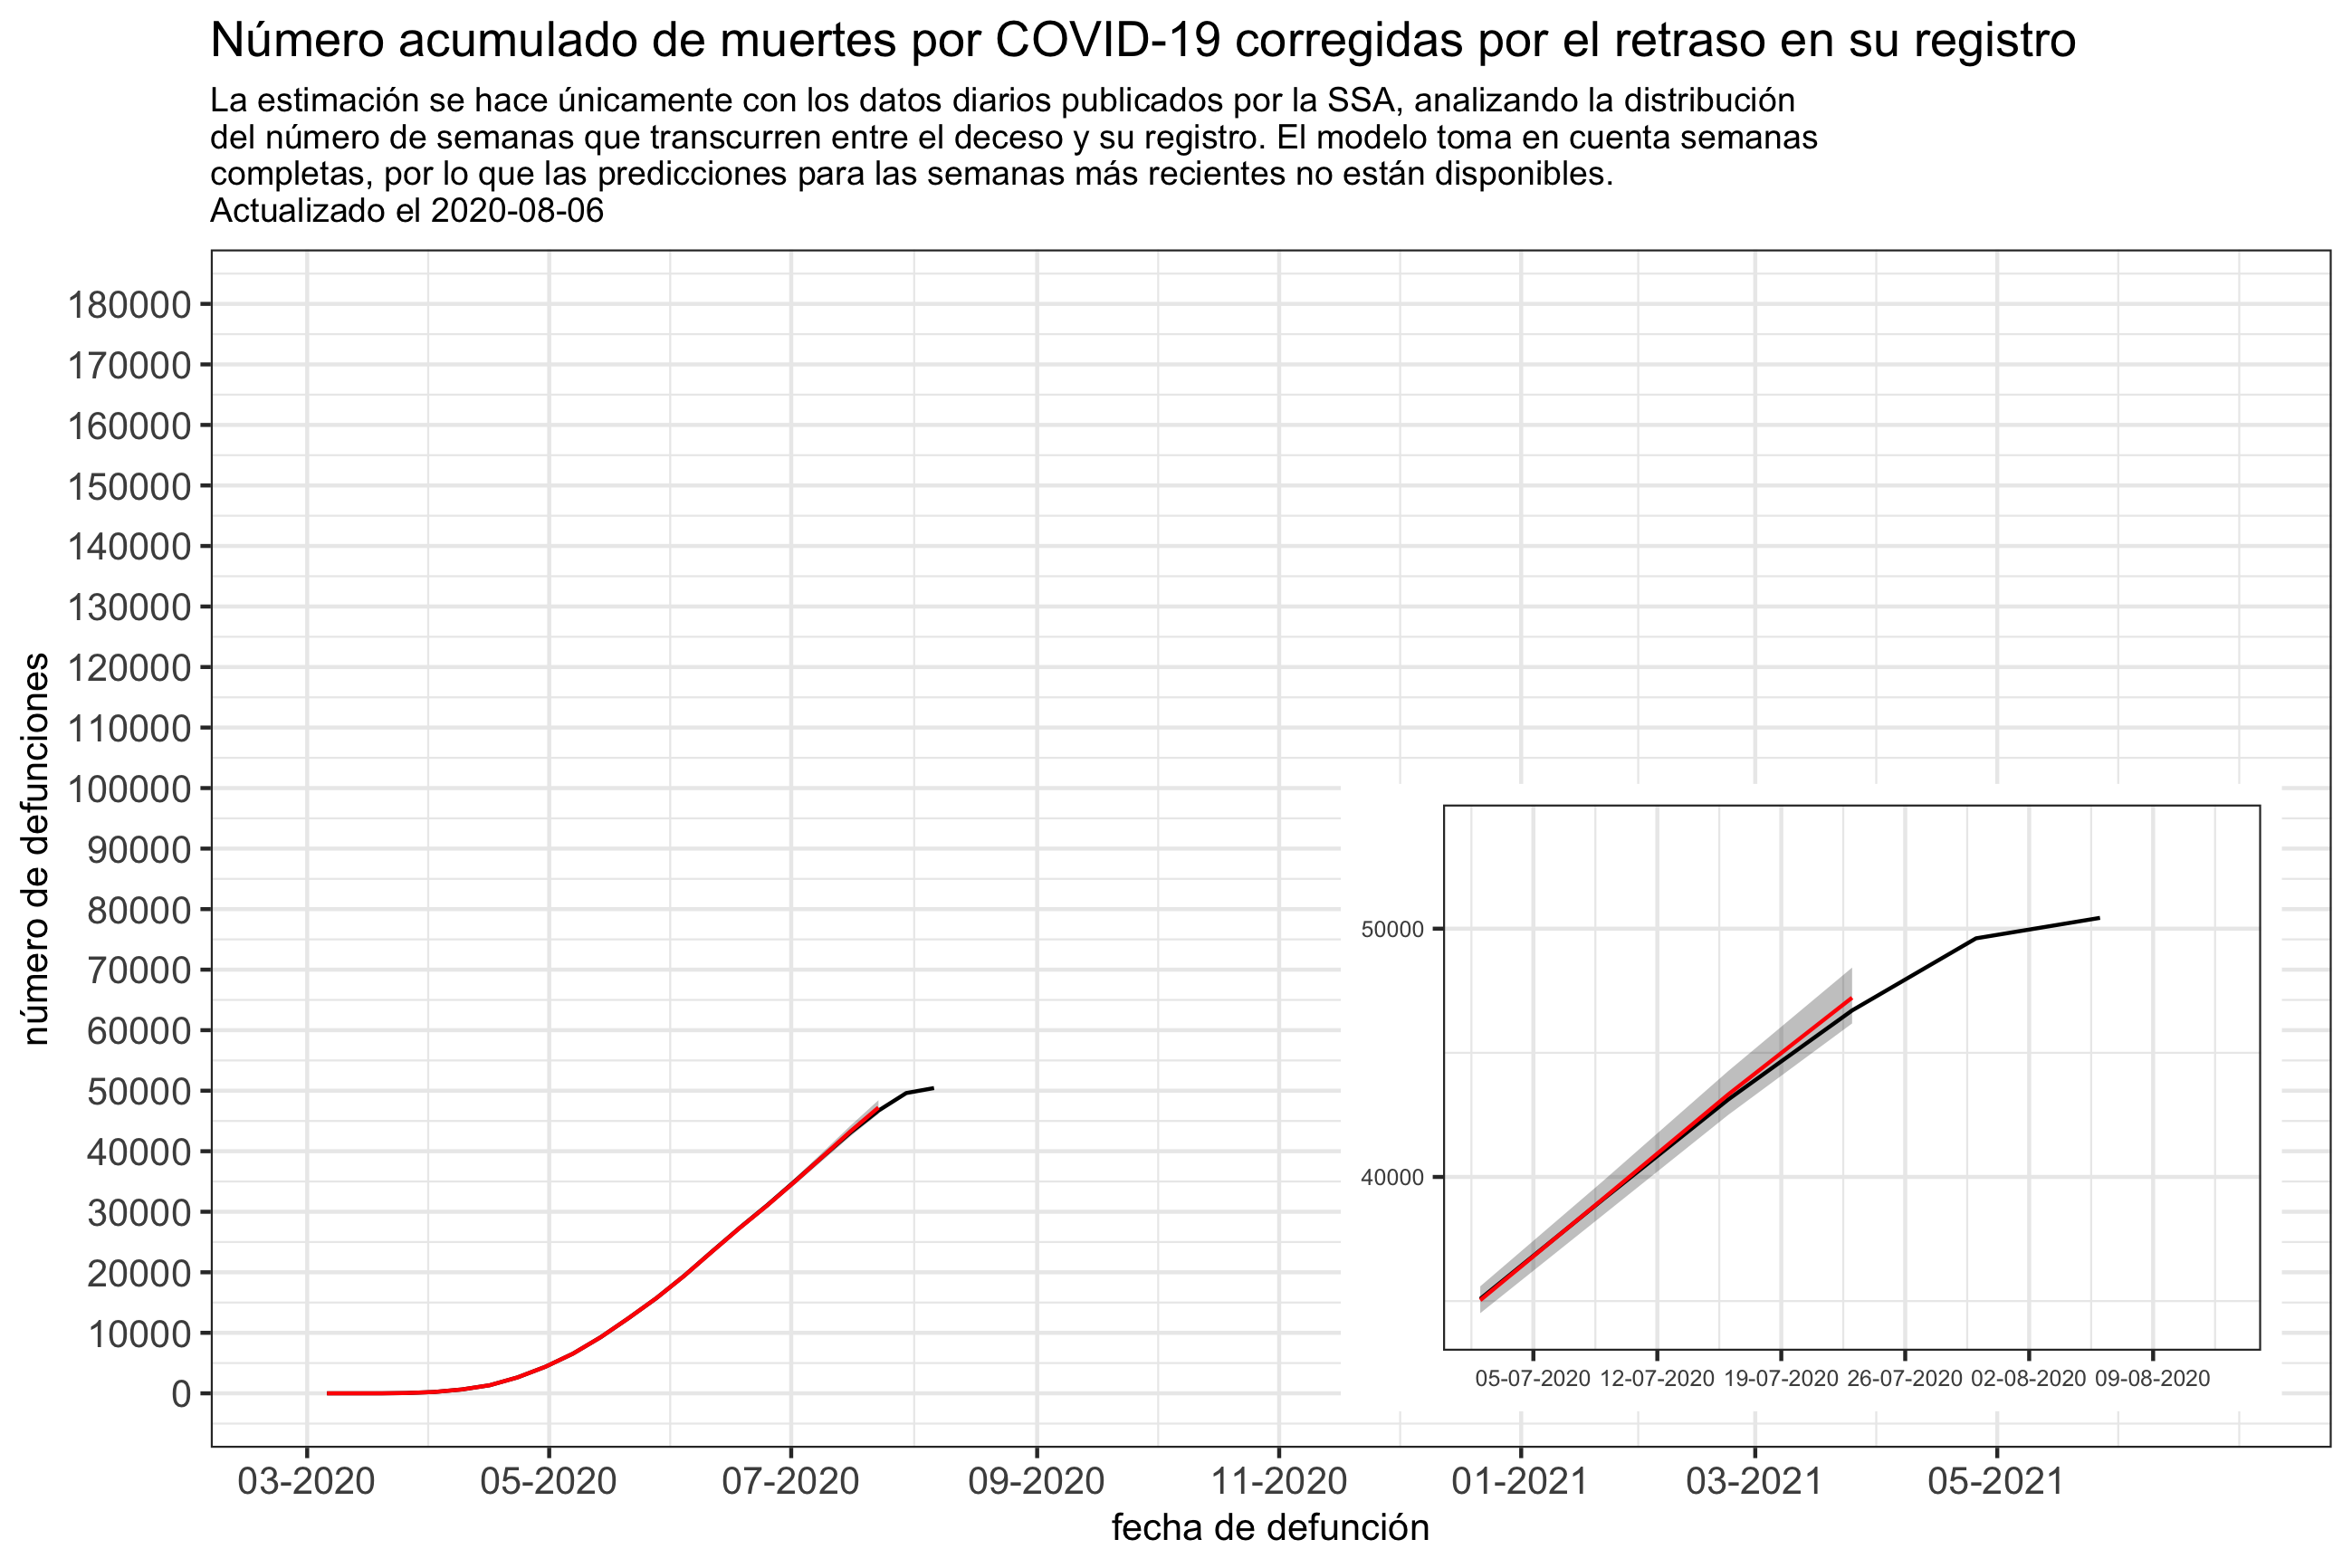 Número acumulado de muertes por COVID-19 corregidas por el retraso en su registro
La estimación se hace únicamente con los datos diarios publicados por la SSA, analizando la distribución
del número de semanas que transcurren entre el deceso y su registro. El modelo toma en cuenta semanas
completas, por lo que las predicciones para las semanas más recientes no están disponibles.
Actualizado el 2020-08-06
número de defunciones
180000
170000
160000
150000
140000
130000
120000
110000
100000
90000
80000
70000
60000
50000
40000
30000
20000
10000
0
50000
40000
05-07-2020 12-07-2020 19-07-2020 26-07-2020 02-08-2020 09-08-2020
03-2020 05-2020 07-2020 09-2020 11-2020 01-2021 03-2021 05-2021
fecha de defunción